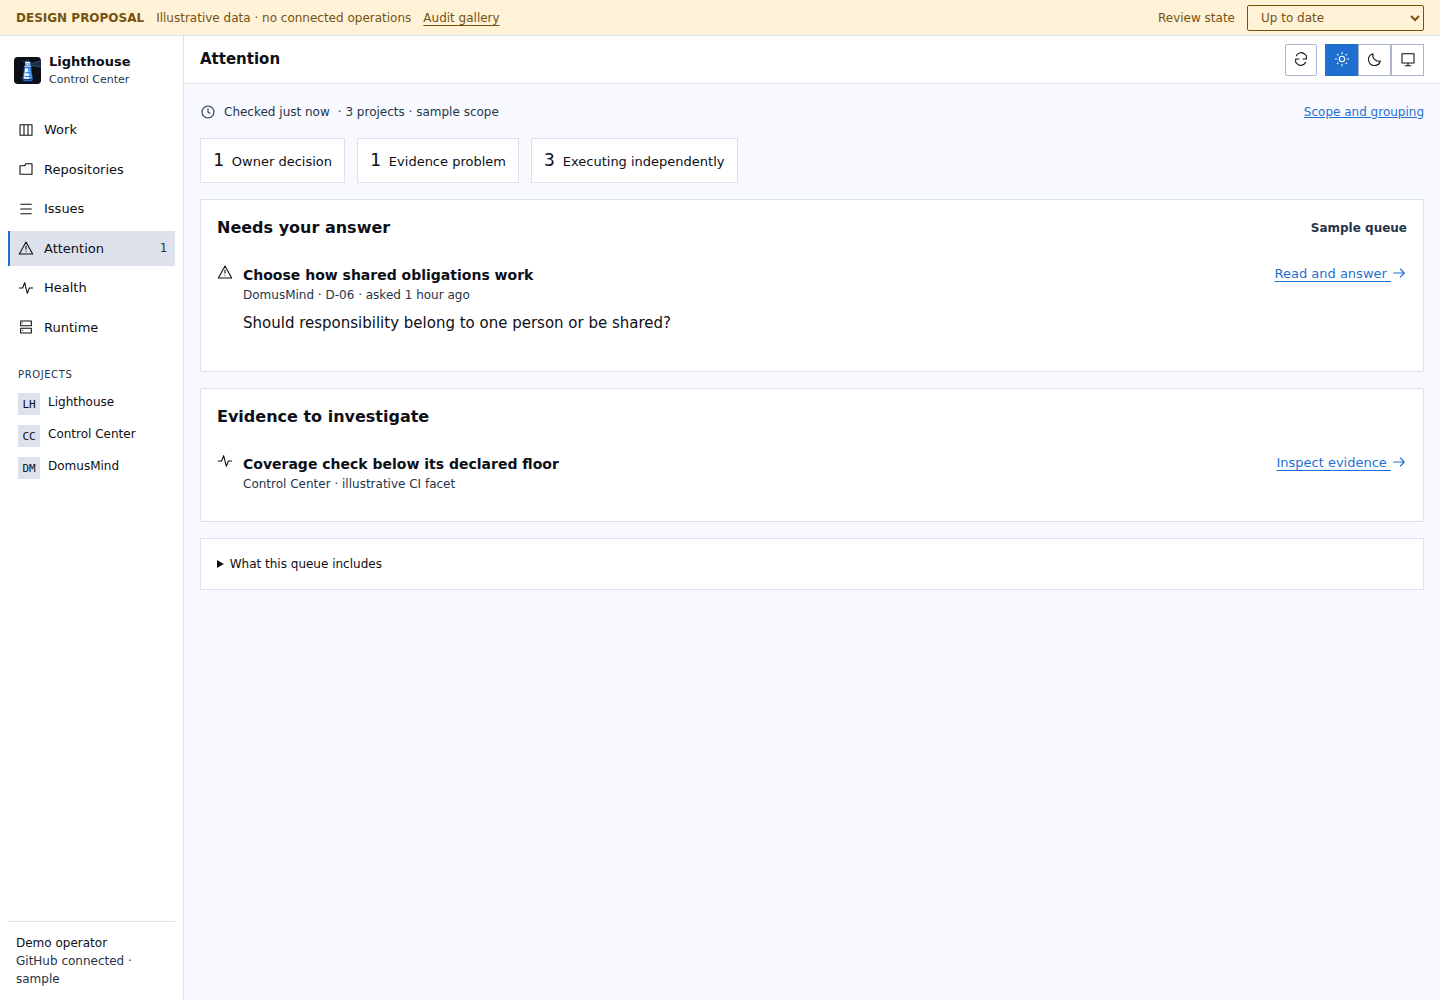 DESIGN PROPOSAL Illustrative data · no connected operations Audit gallery Review state Up to date
Lighthouse
Control Center
Attention
Work
Repositories
Issues
Attention 1
Health
Runtime
PROJECTS
LH Lighthouse
CC Control Center
DM DomusMind
Demo operator
GitHub connected ·
sample
Checked just now · 3 projects · sample scope Scope and grouping
1 Owner decision 1 Evidence problem 3 Executing independently
Needs your answer Sample queue
Choose how shared obligations work Read and answer →
DomusMind · D-06 · asked 1 hour ago
Should responsibility belong to one person or be shared?
Evidence to investigate
Coverage check below its declared floor Inspect evidence →
Control Center · illustrative CI facet
What this queue includes